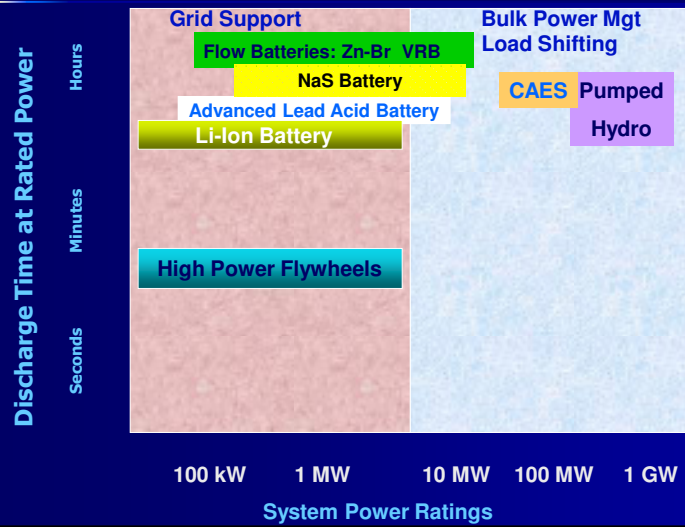 Grid Support
Bulk Power Mgt
Load Shifting
Flow Batteries: Zn-Br VRB
NaS Battery
CAES
Pumped
Hydro
Advanced Lead Acid Battery
Li-Ion Battery
High Power Flywheels
Discharge Time at Rated Power
Hours
Minutes
Seconds
100 kW 1 MW 10 MW 100 MW 1 GW
System Power Ratings